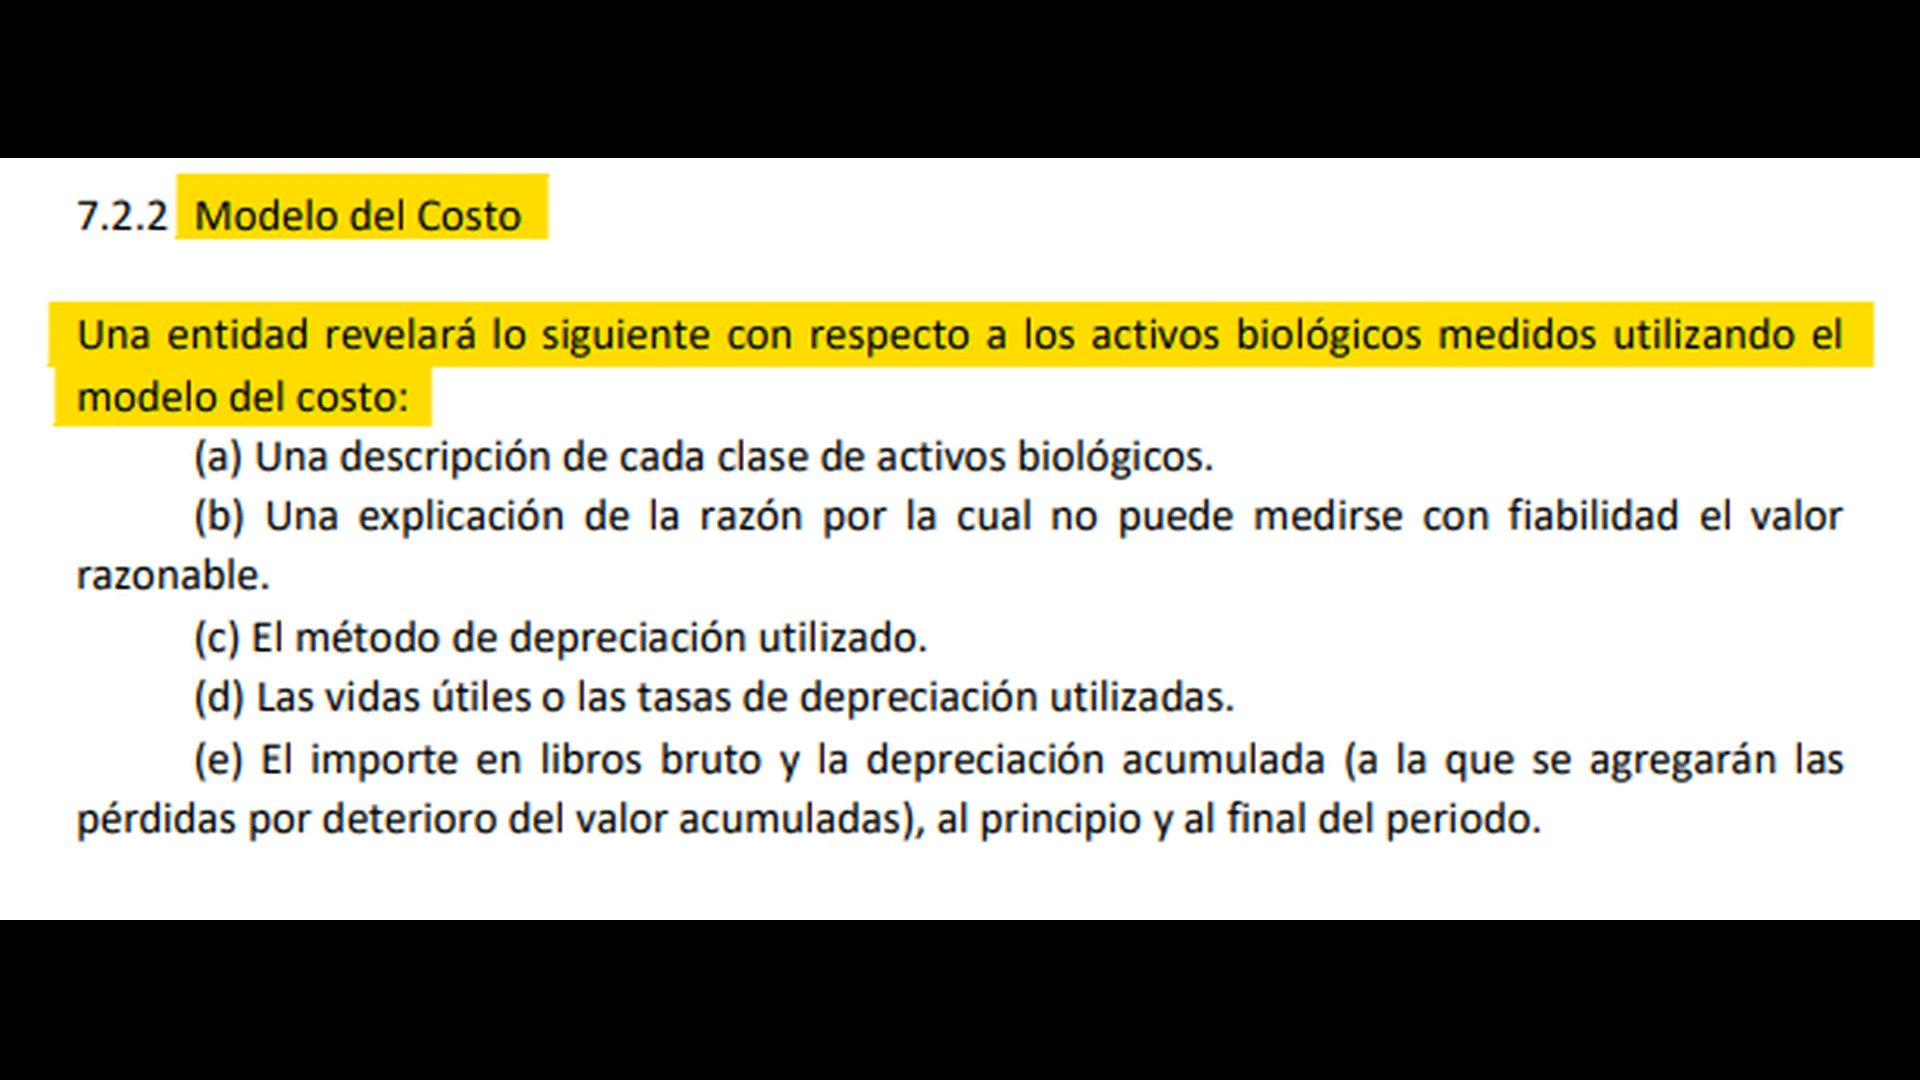 7.2.2 Modelo del Costo
Una entidad revelará lo siguiente con respecto a los activos biológicos medidos utilizando el
modelo del costo:
(a) Una descripción de cada clase de activos biológicos.
(b) Una explicación de la razón por la cual no puede medirse con fiabilidad el valor
razonable.
(c) El método de depreciación utilizado.
(d) Las vidas útiles o las tasas de depreciación utilizadas.
(e) El importe en libros bruto y la depreciación acumulada (a la que se agregarán las
pérdidas por deterioro del valor acumuladas), al principio y al final del periodo.